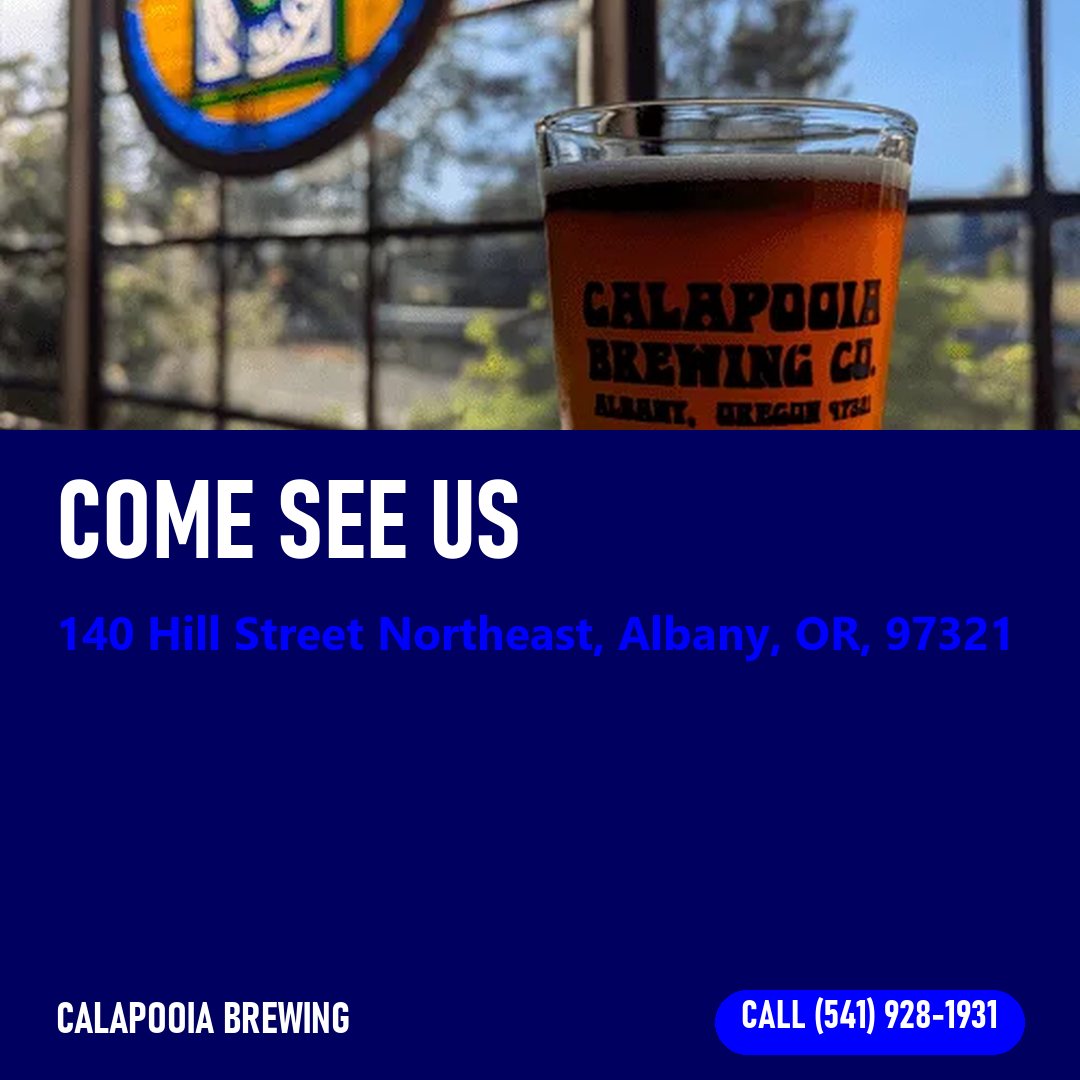 CALAPOOIA
BREWING CO.
ALBANY, OREGON 97321
COME SEE US
140 Hill Street Northeast, Albany, OR, 97321
CALAPOOIA BREWING
CALL (541) 928-1931